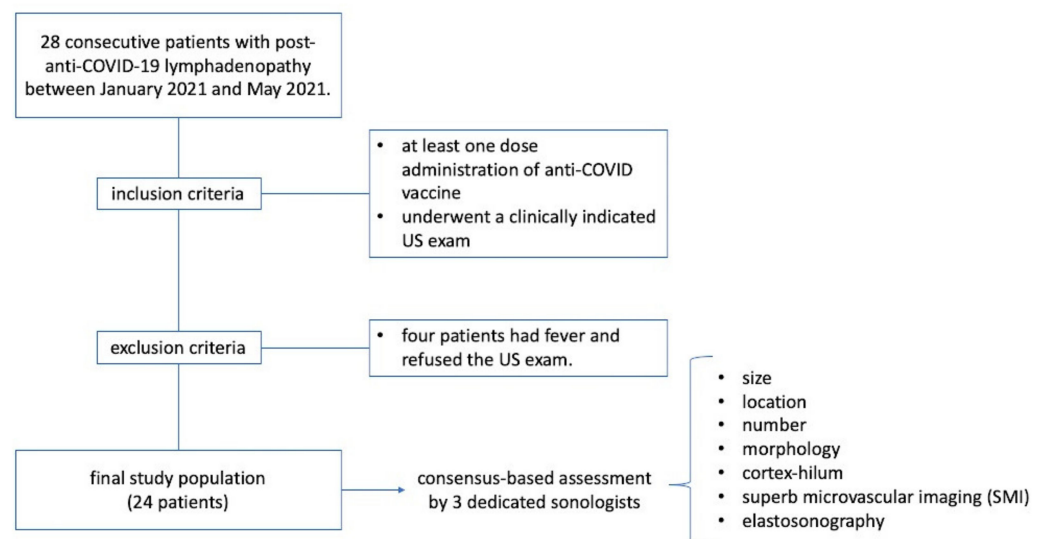 28 consecutive patients with post-
anti-COVID-19 lymphadenopathy
between January 2021 and May 2021.
inclusion criteria
• at least one dose
administration of anti-COVID
vaccine
• underwent a clinically indicated
US exam
exclusion criteria
• four patients had fever and
refused the US exam.
final study population
(24 patients)
consensus-based assessment
by 3 dedicated sonologists
• size
• location
• number
• morphology
• cortex-hilum
• superb microvascular imaging (SMI)
• elastosonography